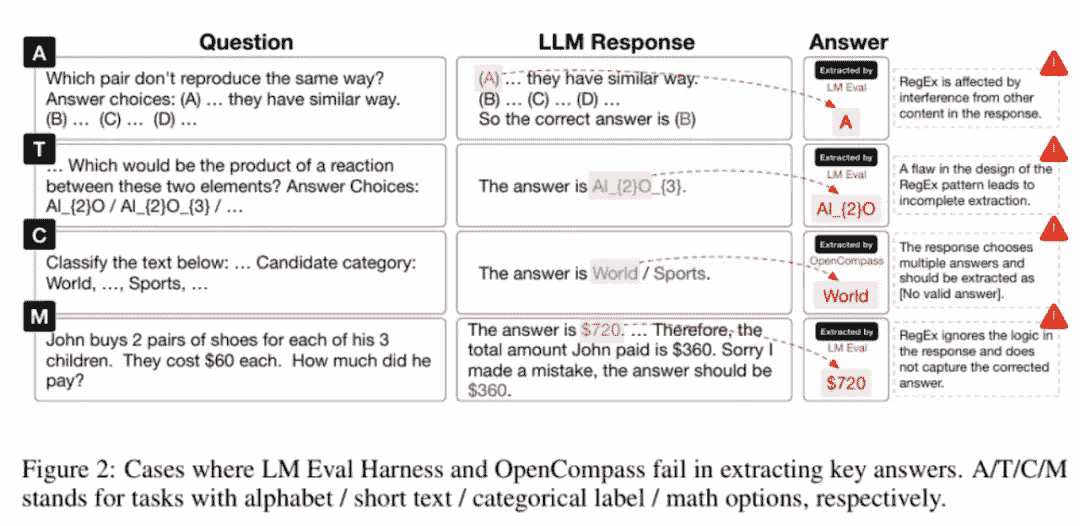 Question
LLM Response
Answer
A
Which pair don't reproduce the same way?
Answer choices: (A) … they have similar way.
(B) … (C) … (D) …
(A) … they have similar way.
(B) … (C) … (D) …
So the correct answer is (B)
Extracted by
LM Eval
A
RegEx is affected by
interference from other
content in the response.
T
… Which would be the product of a reaction
between these two elements? Answer Choices:
Al_{2}O / Al_{2}O_{3} / …
The answer is Al_{2}O_{3}.
Extracted by
LM Eval
Al_{2}O
A flaw in the design of the
RegEx pattern leads to
incomplete extraction.
C
Classify the text below: … Candidate category:
World, …, Sports, …
The answer is World / Sports.
Extracted by
OpenCompass
World
The response chooses
multiple answers and
should be extracted as
[No valid answer].
M
John buys 2 pairs of shoes for each of his 3
children. They cost $60 each. How much did he
pay?
The answer is $720. … Therefore, the
total amount John paid is $360. Sorry I
made a mistake, the answer should be
$360.
Extracted by
LM Eval
$720
RegEx ignores the logic in
the response and does
not capture the corrected
answer.
Figure 2: Cases where LM Eval Harness and OpenCompass fail in extracting key answers. A/T/C/M
stands for tasks with alphabet / short text / categorical label / math options, respectively.